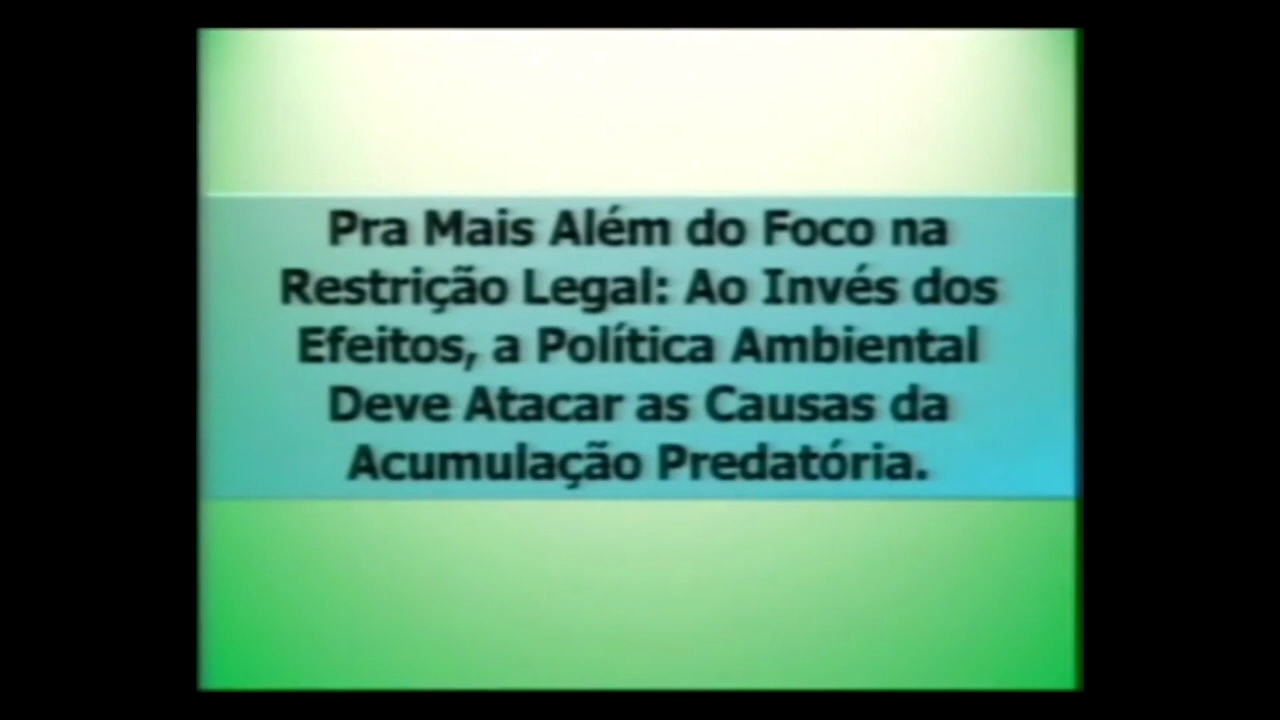 Pra Mais Além do Foco na
Restrição Legal: Ao Invés dos
Efeitos, a Política Ambiental
Deve Atacar as Causas da
Acumulação Predatória.